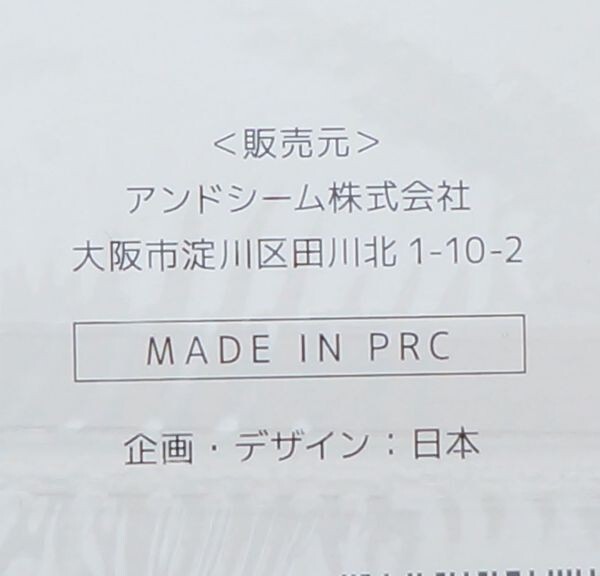 ＜販売元＞
アンドシーム株式会社
大阪市淀川区田川北1-10-2
MADE IN PRC
企画・デザイン：日本